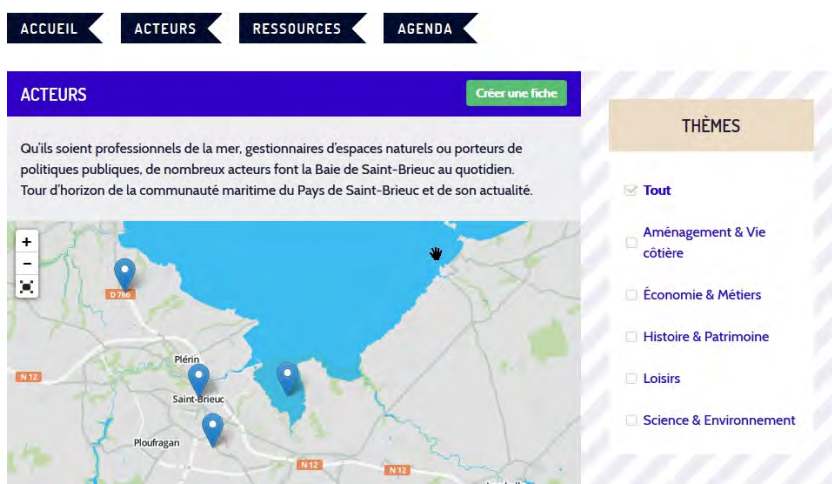 ACCUEIL
ACTEURS
RESSOURCES
AGENDA
ACTEURS
Créer une fiche
Qu'ils soient professionnels de la mer, gestionnaires d'espaces naturels ou porteurs de
politiques publiques, de nombreux acteurs font la Baie de Saint-Brieuc au quotidien.
Tour d'horizon de la communauté maritime du Pays de Saint-Brieuc et de son actualité.
+
−
D 786
Plérin
N 12
Saint-Brieuc
Ploufragan
N 12
N 12
THÈMES
Tout
Aménagement & Vie
côtière
Économie & Métiers
Histoire & Patrimoine
Loisirs
Science & Environnement